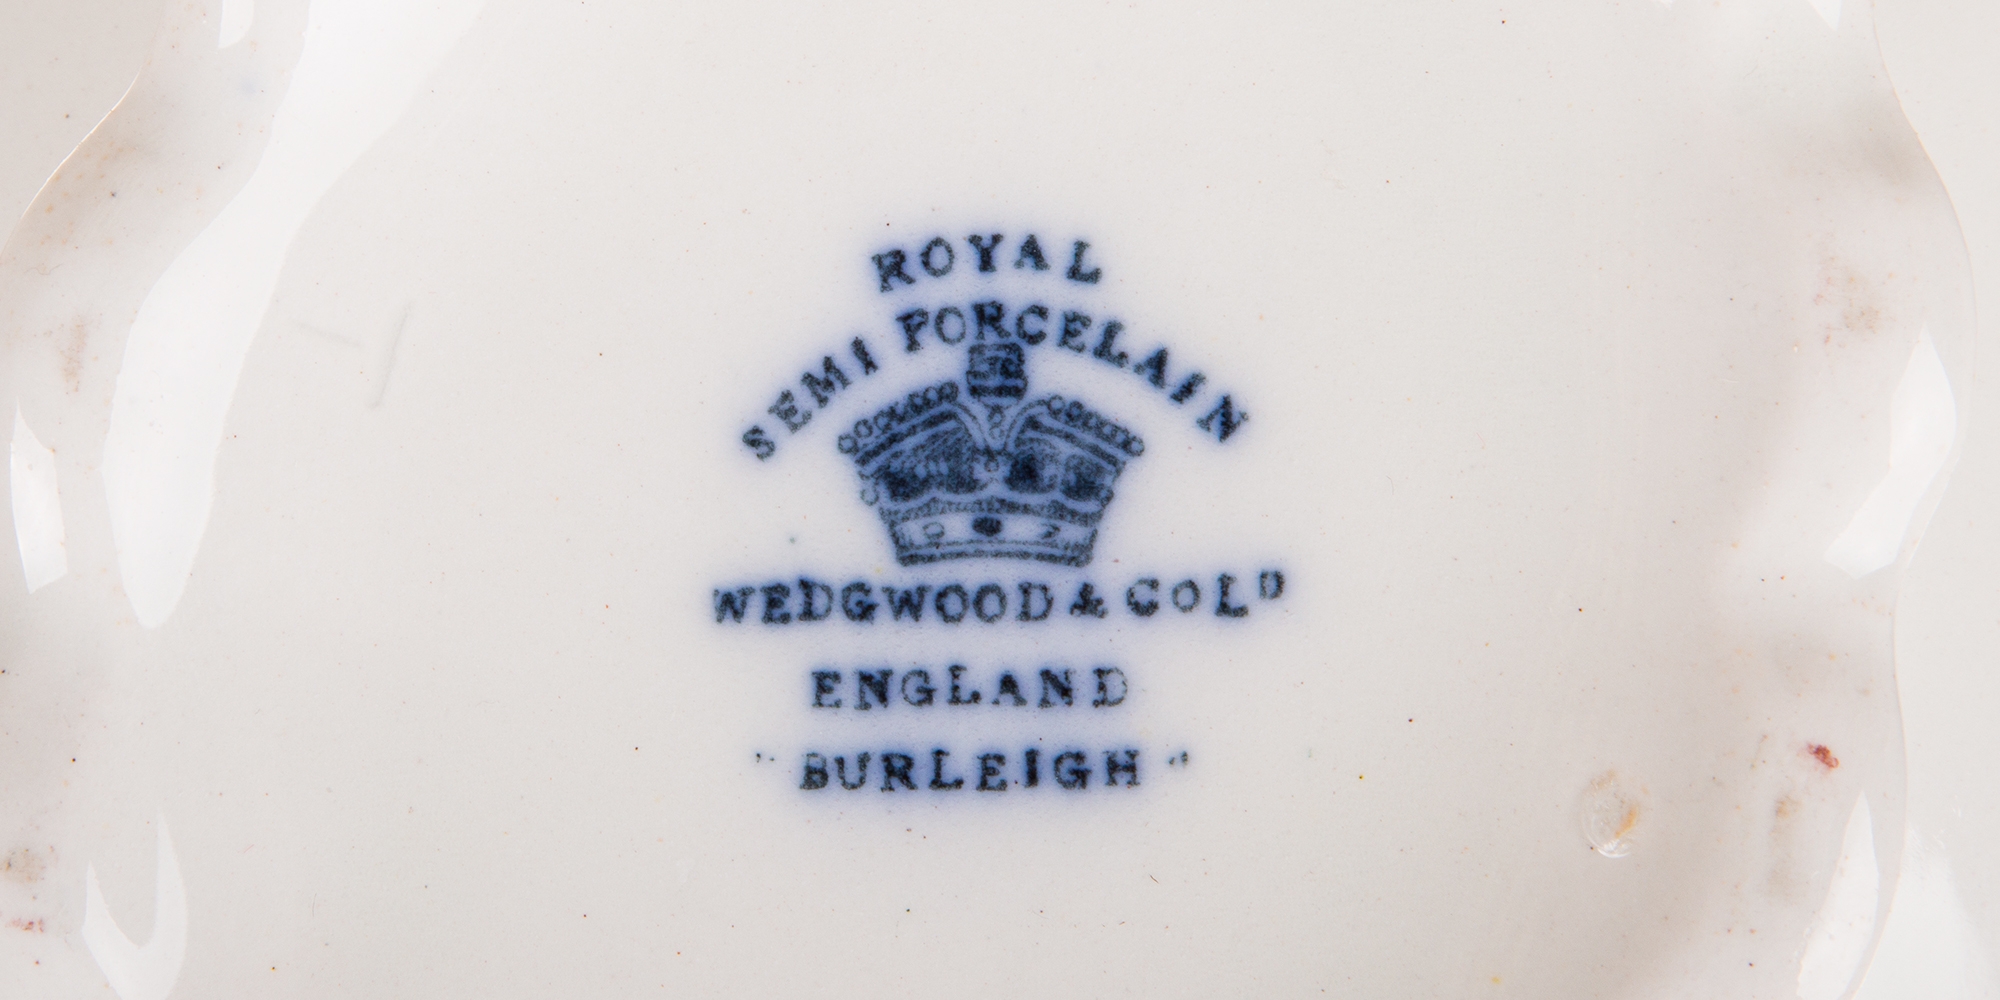 ROYAL
SEMI PORCELAIN
WEDGWOOD & COLD
ENGLAND
"BURLEIGH"